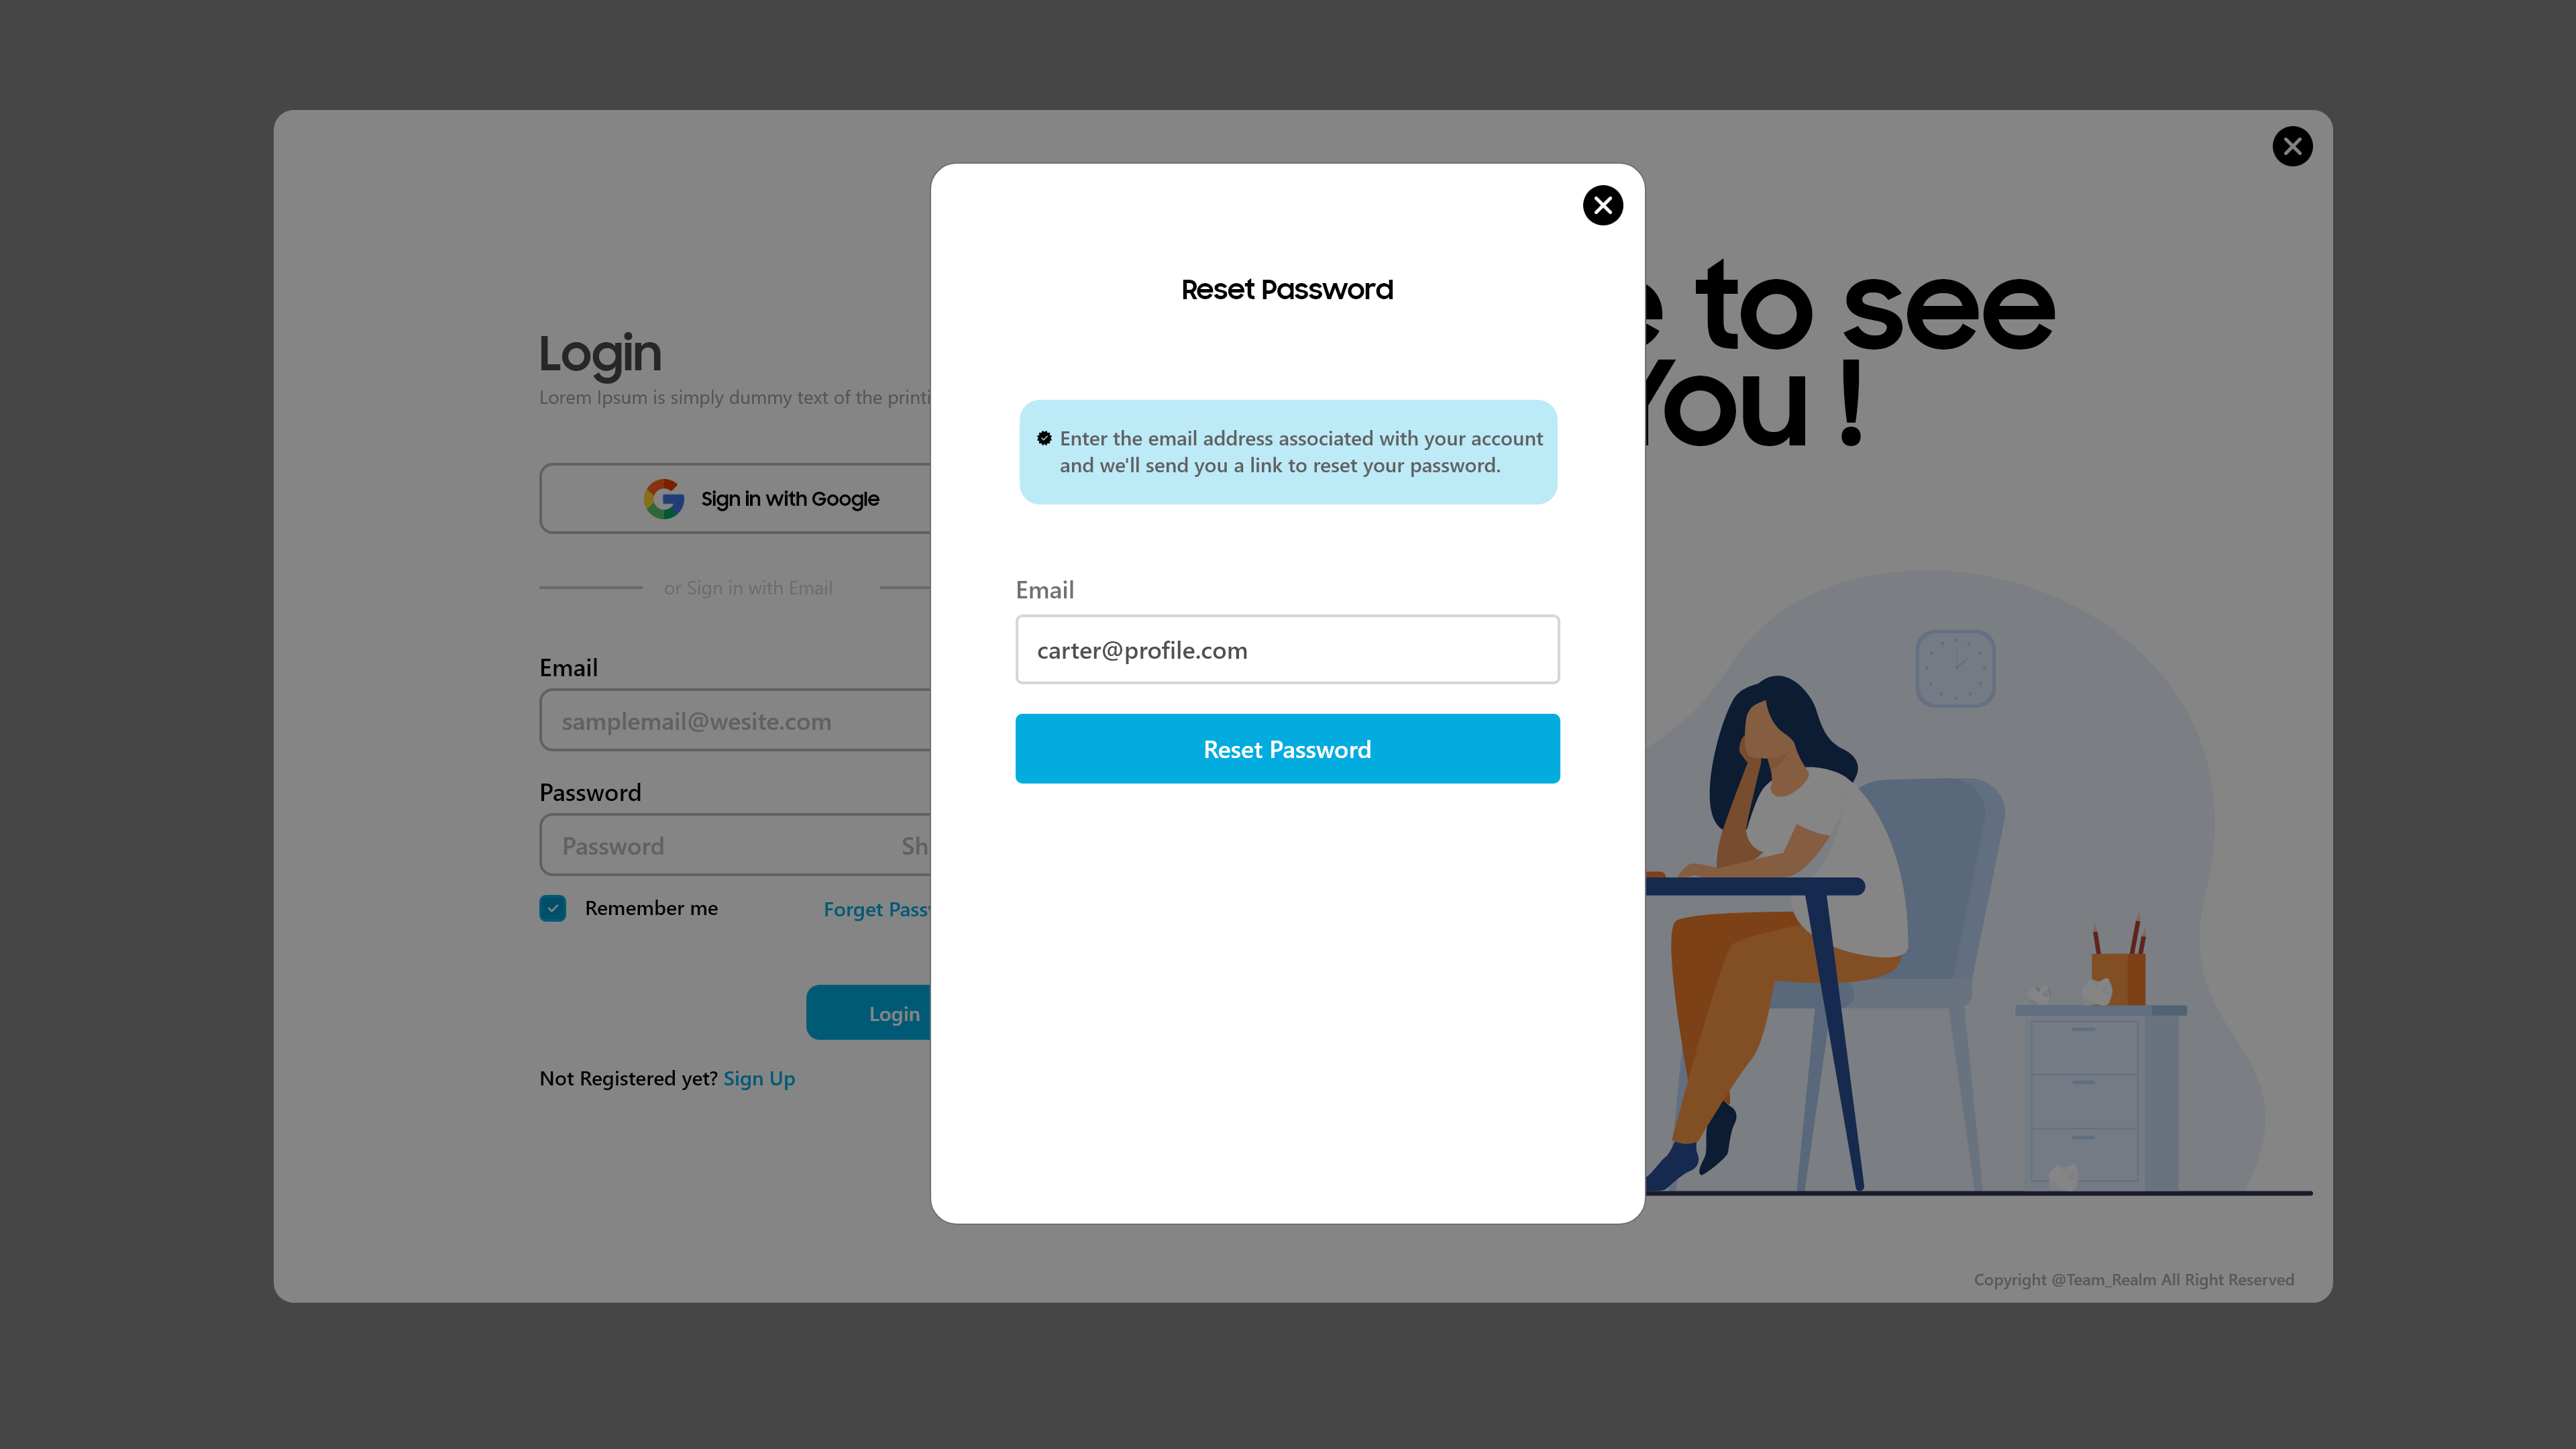 Reset Password
Enter the email address associated with your account
and we'll send you a link to reset your password.
Email
carter@profile.com
Reset Password
Login
Lorem Ipsum is simply dummy text of the
Sign in with Google
or Sign in with Email
Email
samplemail@wesite.com
Password
Password
Remember me
Forget
Login
Not Registered yet? Sign Up
to see
You !
Copyright @Team_Realm All Right Reserved